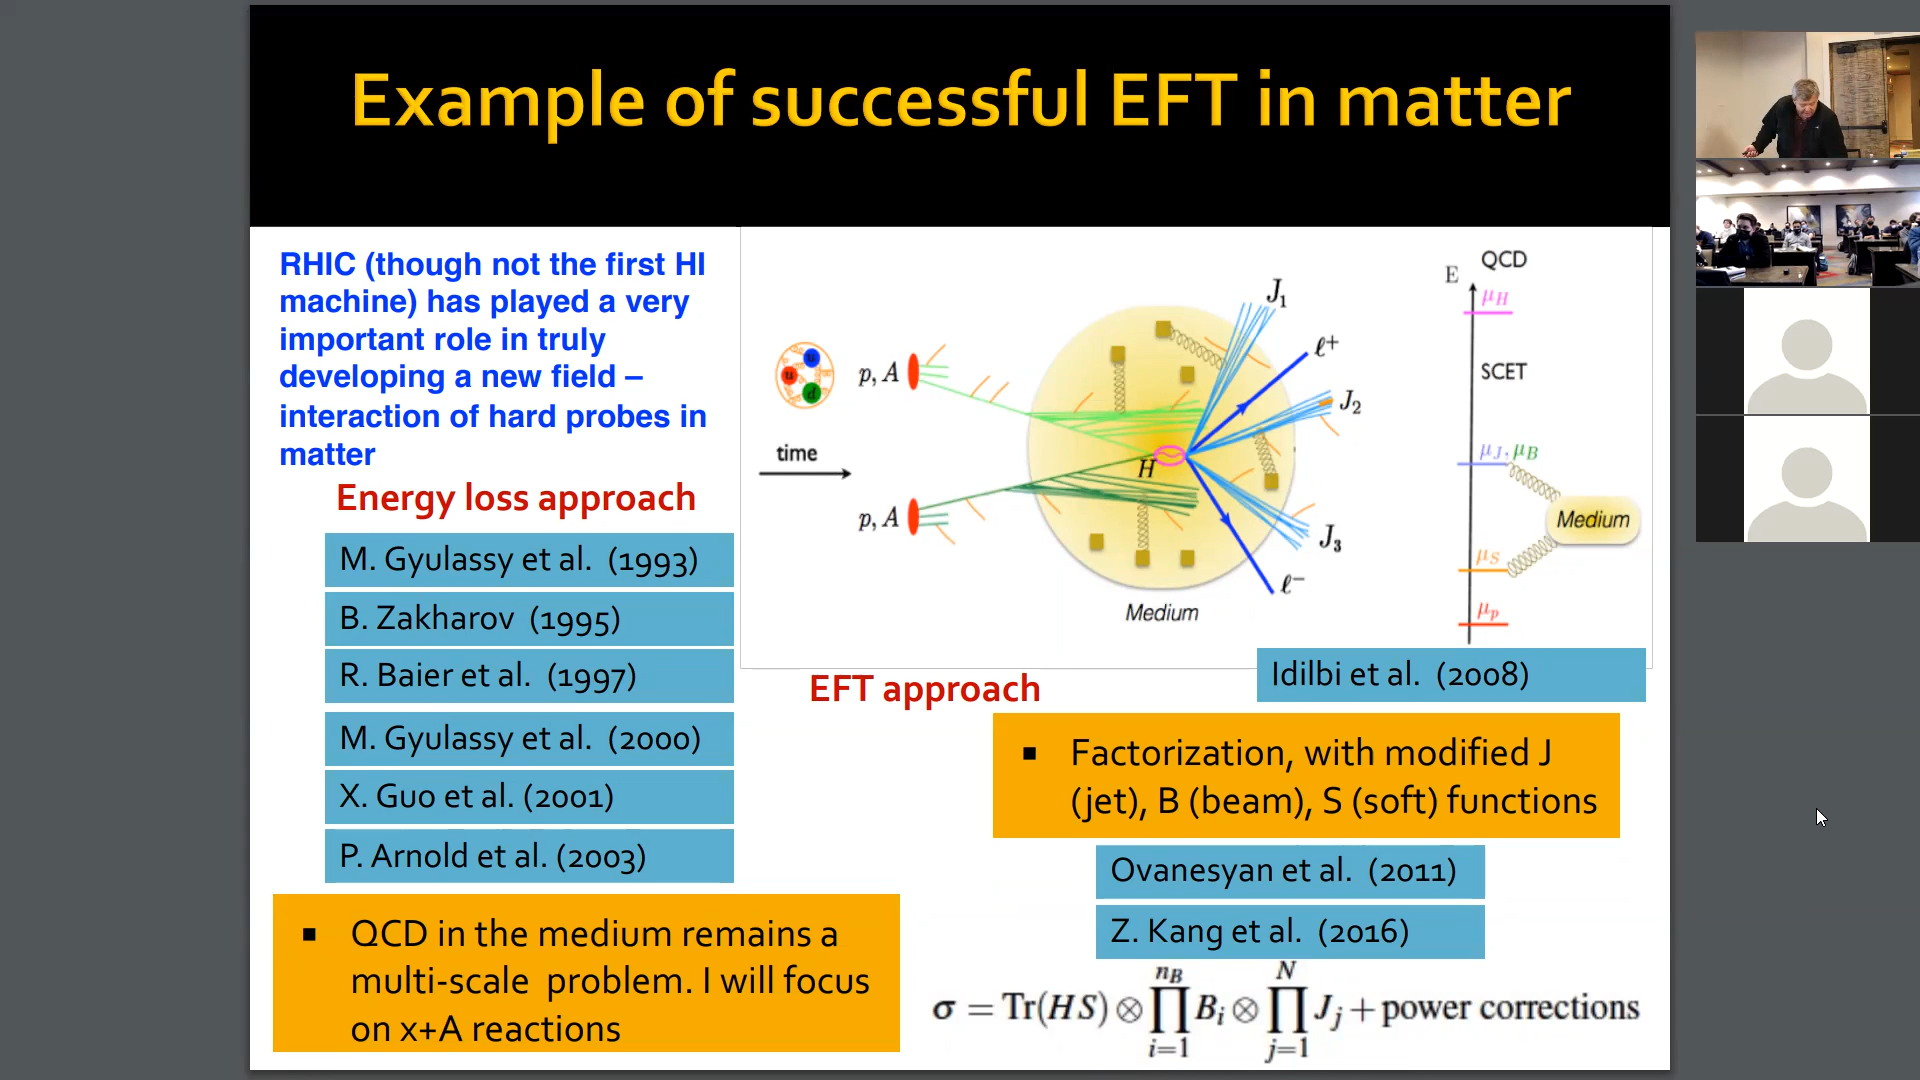 Example of successful EFT in matter
RHIC (though not the first HI
machine) has played a very
important role in truly
developing a new field –
interaction of hard probes in
matter
Energy loss approach
M. Gyulassy et al. (1993)
B. Zakharov (1995)
R. Baier et al. (1997)
M. Gyulassy et al. (2000)
X. Guo et al. (2001)
P. Arnold et al. (2003)
▪ QCD in the medium remains a
multi-scale problem. I will focus
on x+A reactions
u
u
d
p, A
time
p, A
H
J₁
ℓ⁺
J₂
J₃
ℓ⁻
Medium
E
QCD
μ_H
SCET
μ_J, μ_B
Medium
μ_S
μ_p
EFT approach
Idilbi et al. (2008)
▪ Factorization, with modified J
(jet), B (beam), S (soft) functions
Ovanesyan et al. (2011)
Z. Kang et al. (2016)
σ = Tr(HS) ⊗ ∏_{i=1}^{n_B} B_i ⊗ ∏_{j=1}^{N} J_j + power corrections